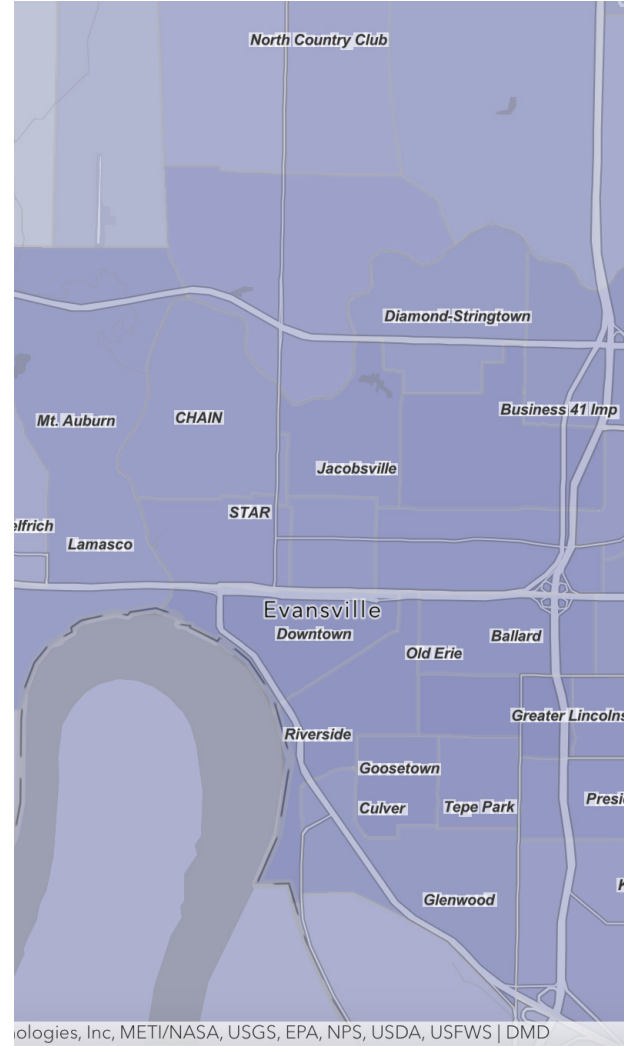 North Country Club
Diamond-Stringtown
Business 41 Imp
Mt. Auburn
CHAIN
Jacobsville
STAR
elfrich
Lamasco
Evansville
Downtown
Ballard
Old Erie
Greater Lincolns
Riverside
Goosetown
Culver
Tepe Park
Presi
K
Glenwood
ologies, Inc, METI/NASA, USGS, EPA, NPS, USDA, USFWS | DMD